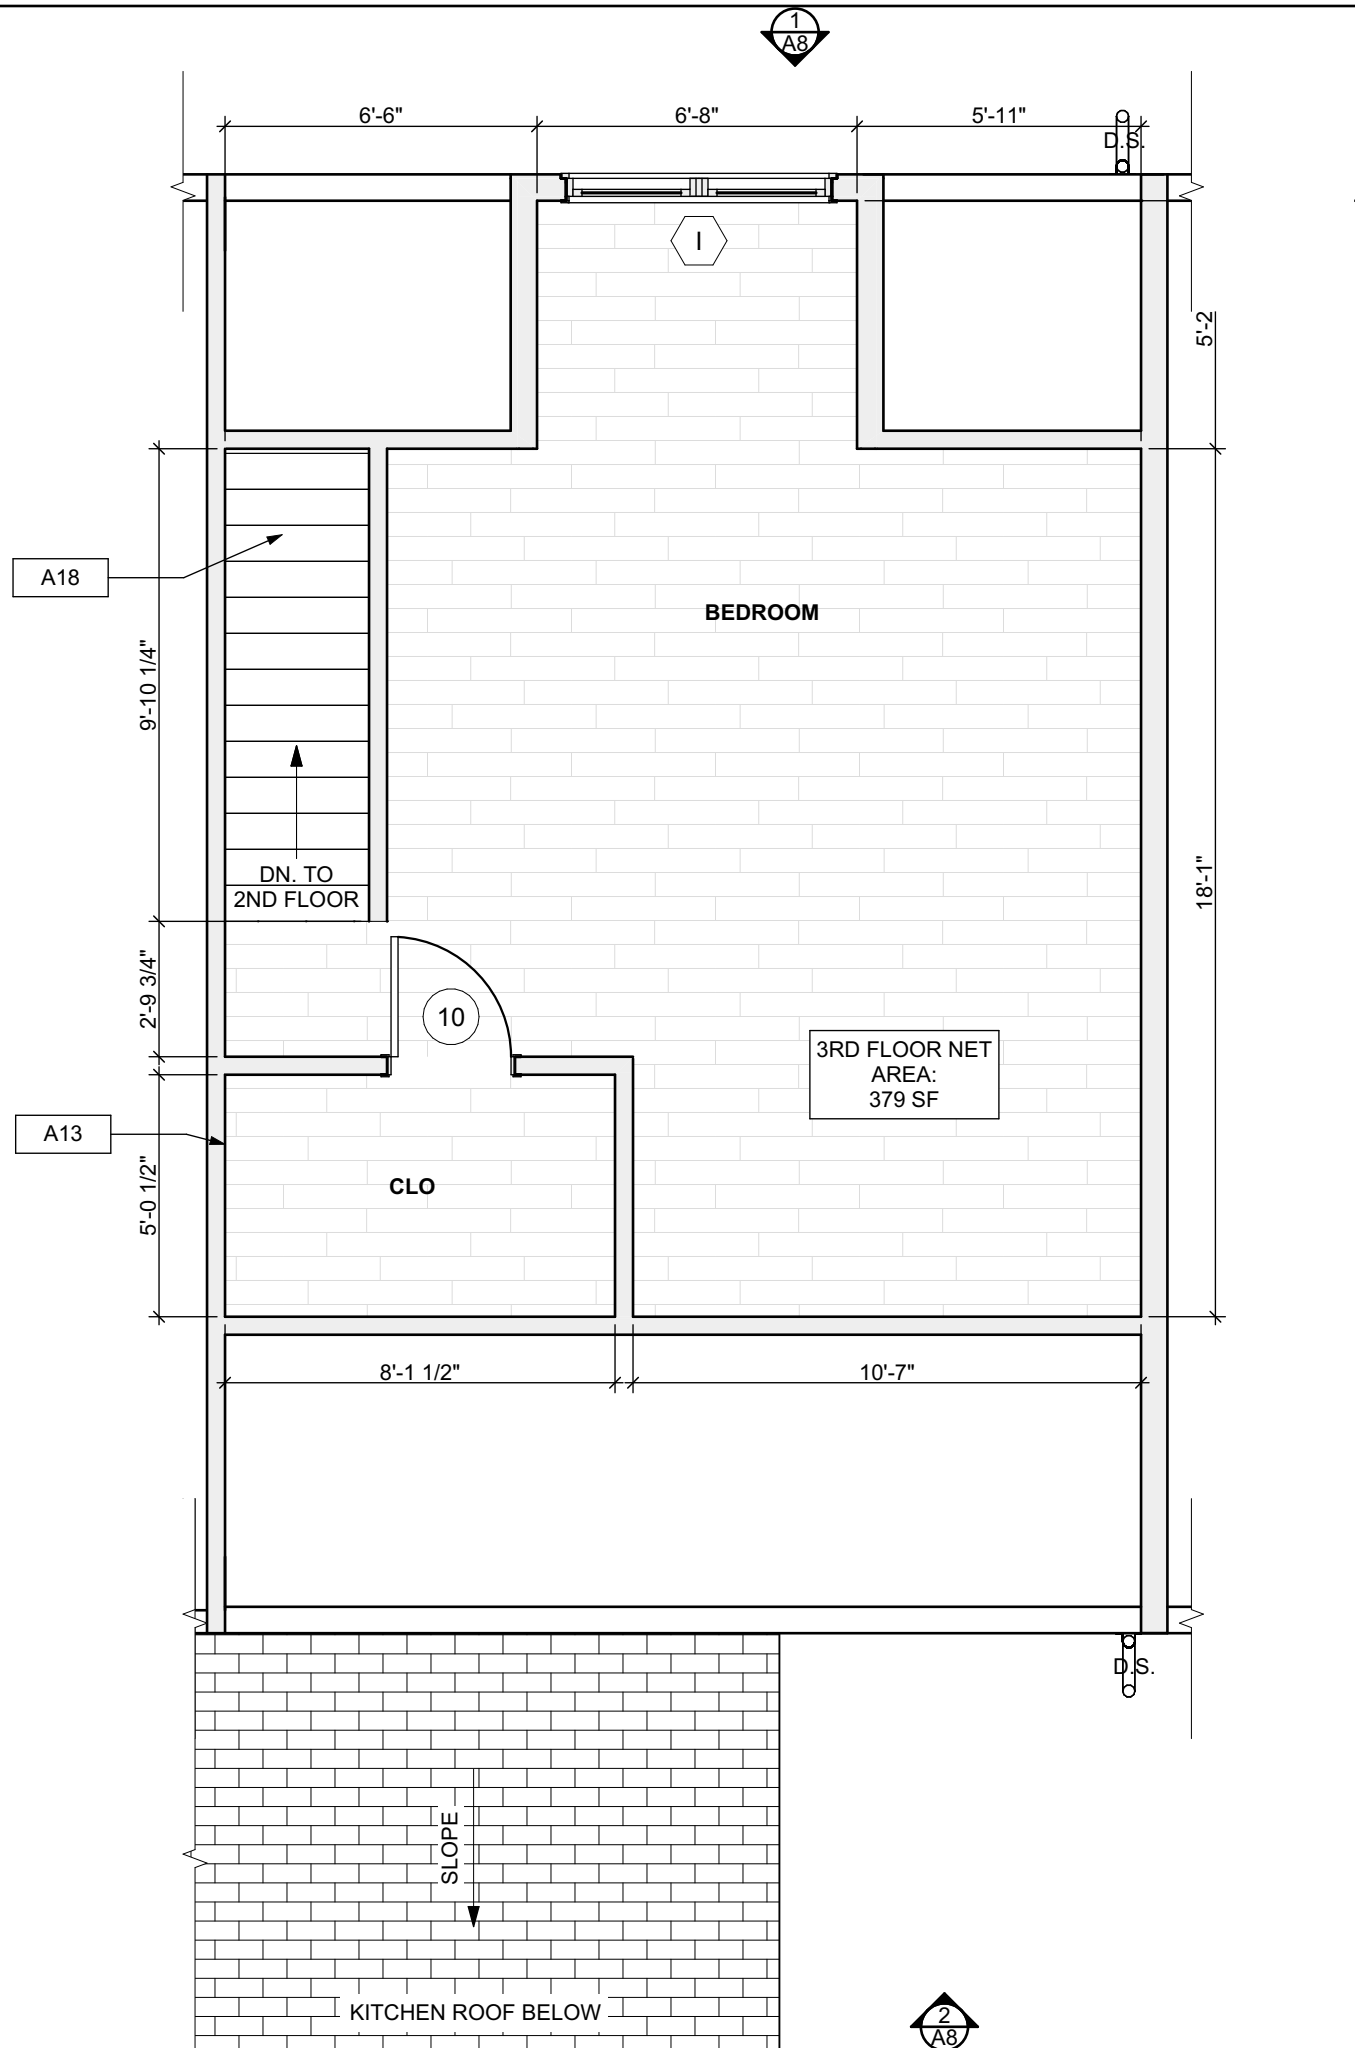 1
A8
6'-6"
6'-8"
5'-11"
D.S.
I
5'-2
A18
BEDROOM
9'-10 1/4"
18'-1"
DN. TO
2ND FLOOR
2'-9 3/4"
10
3RD FLOOR NET
AREA:
379 SF
A13
5'-0 1/2"
CLO
8'-1 1/2"
10'-7"
D.S.
SLOPE
KITCHEN ROOF BELOW
2
A8